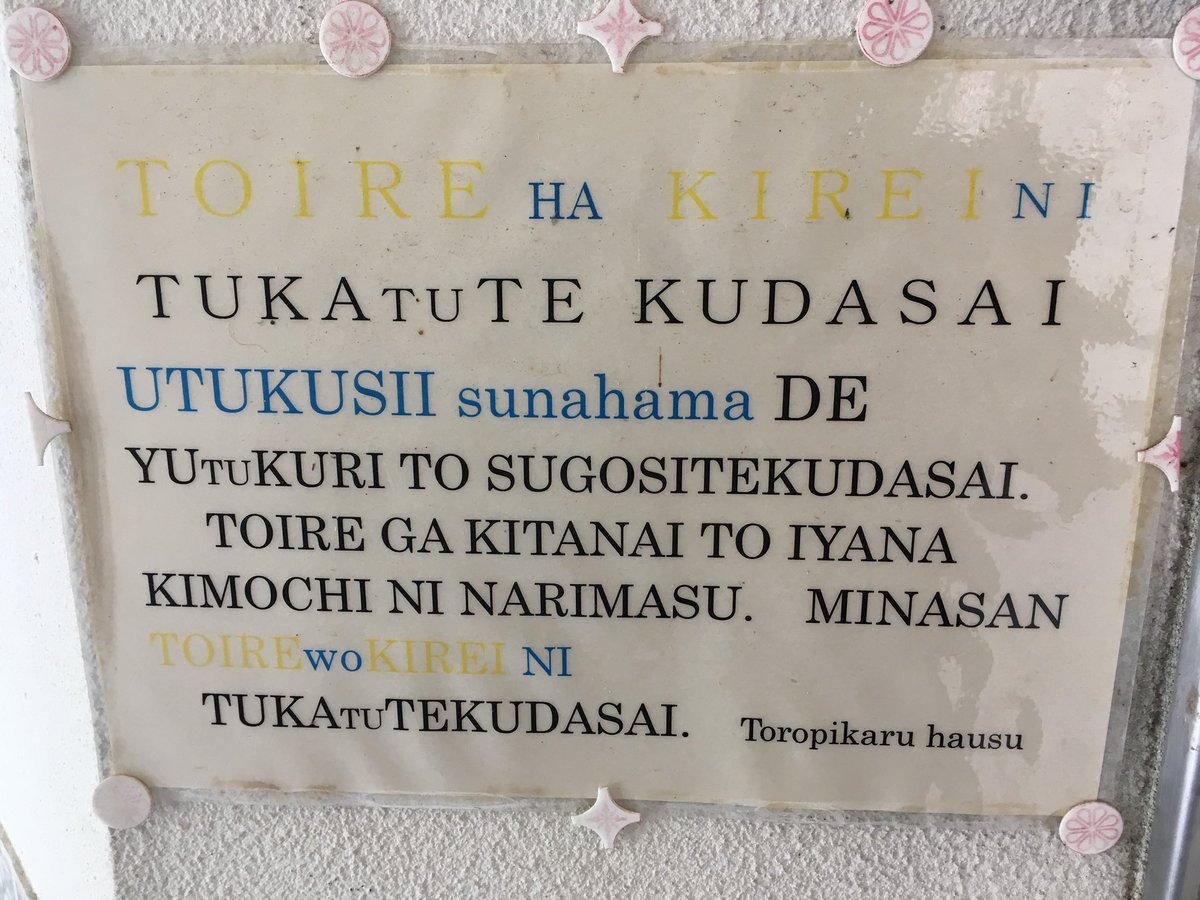 TOIRE HA KIREI NI
TUKATUTE KUDASAI
UTUKUSII sunahama DE
YUTUKURI TO SUGOSITEKUDASAI.
TOIRE GA KITANAI TO IYANA
KIMOCHI NI NARIMASU. MINASAN
TOIREwoKIREI NI
TUKATUTEKUDASAI. Toropikaru hausu